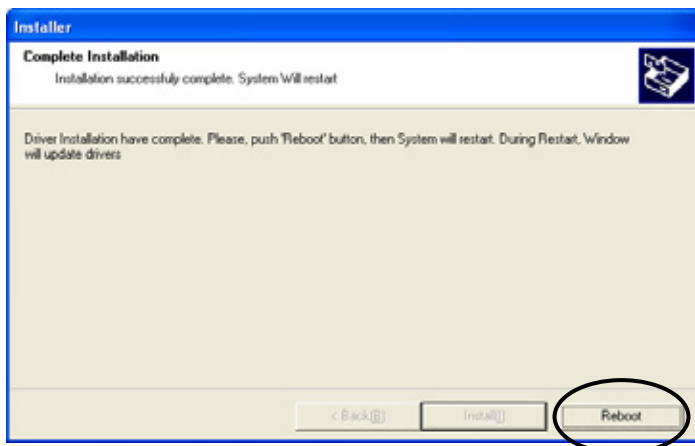 Installer
Complete Installation
Installation successfuly complete. System Will restart
Driver Installation have complete. Please, push 'Reboot' button, then System will restart. During Restart, Window
will update drivers
< Back(B)
Install(I)
Reboot